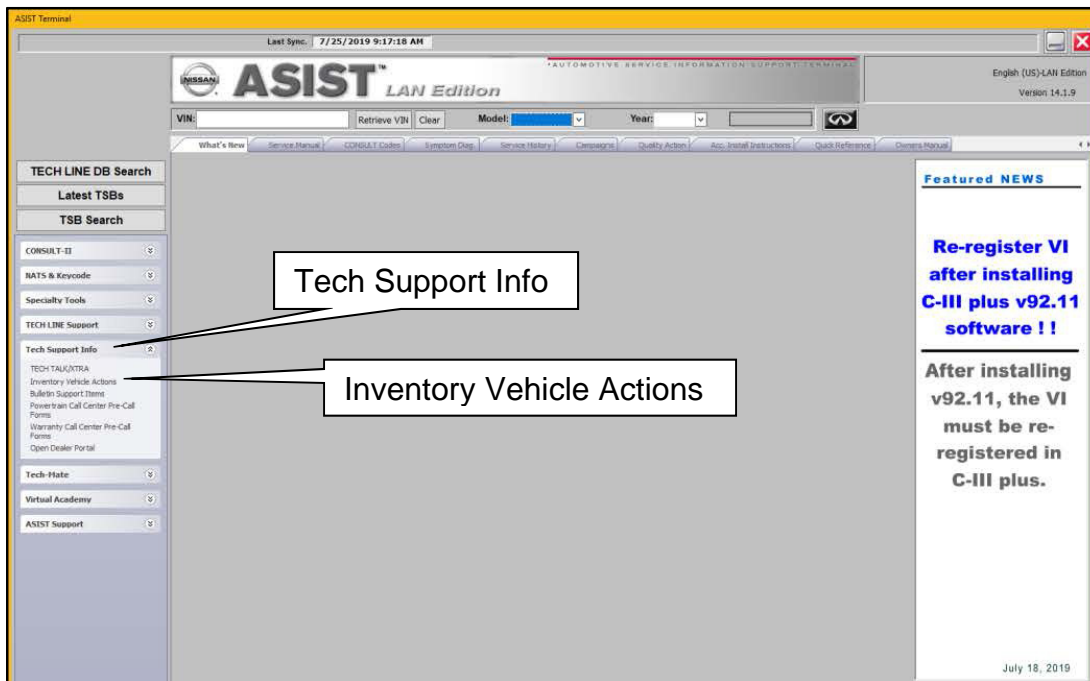 ASIST Terminal
Last Sync. 7/25/2019 9:17:18 AM
NISSAN ASIST™ LAN Edition
*AUTOMOTIVE SERVICE INFORMATION SUPPORT TERMINAL
English (US)-LAN Edition
Version 14.1.9
VIN: Retrieve VIN Clear Model: Year:
What's New Service Manual CONSULT Codes Symptom Diag. Service History Campaigns Quality Action Acc. Install Instructions Quick Reference Owners Manual
TECH LINE DB Search
Latest TSBs
TSB Search
CONSULT-II
NATS & Keycode
Specialty Tools
TECH LINE Support
Tech Support Info
TECH TALK/XTRA
Inventory Vehicle Actions
Bulletin Support Items
Powertrain Call Center Pre-Call
Forms
Warranty Call Center Pre-Call
Forms
Open Dealer Portal
Tech-Mate
Virtual Academy
ASIST Support
Tech Support Info
Inventory Vehicle Actions
Featured NEWS
Re-register VI
after installing
C-III plus v92.11
software ! !
After installing
v92.11, the VI
must be re-
registered in
C-III plus.
July 18, 2019